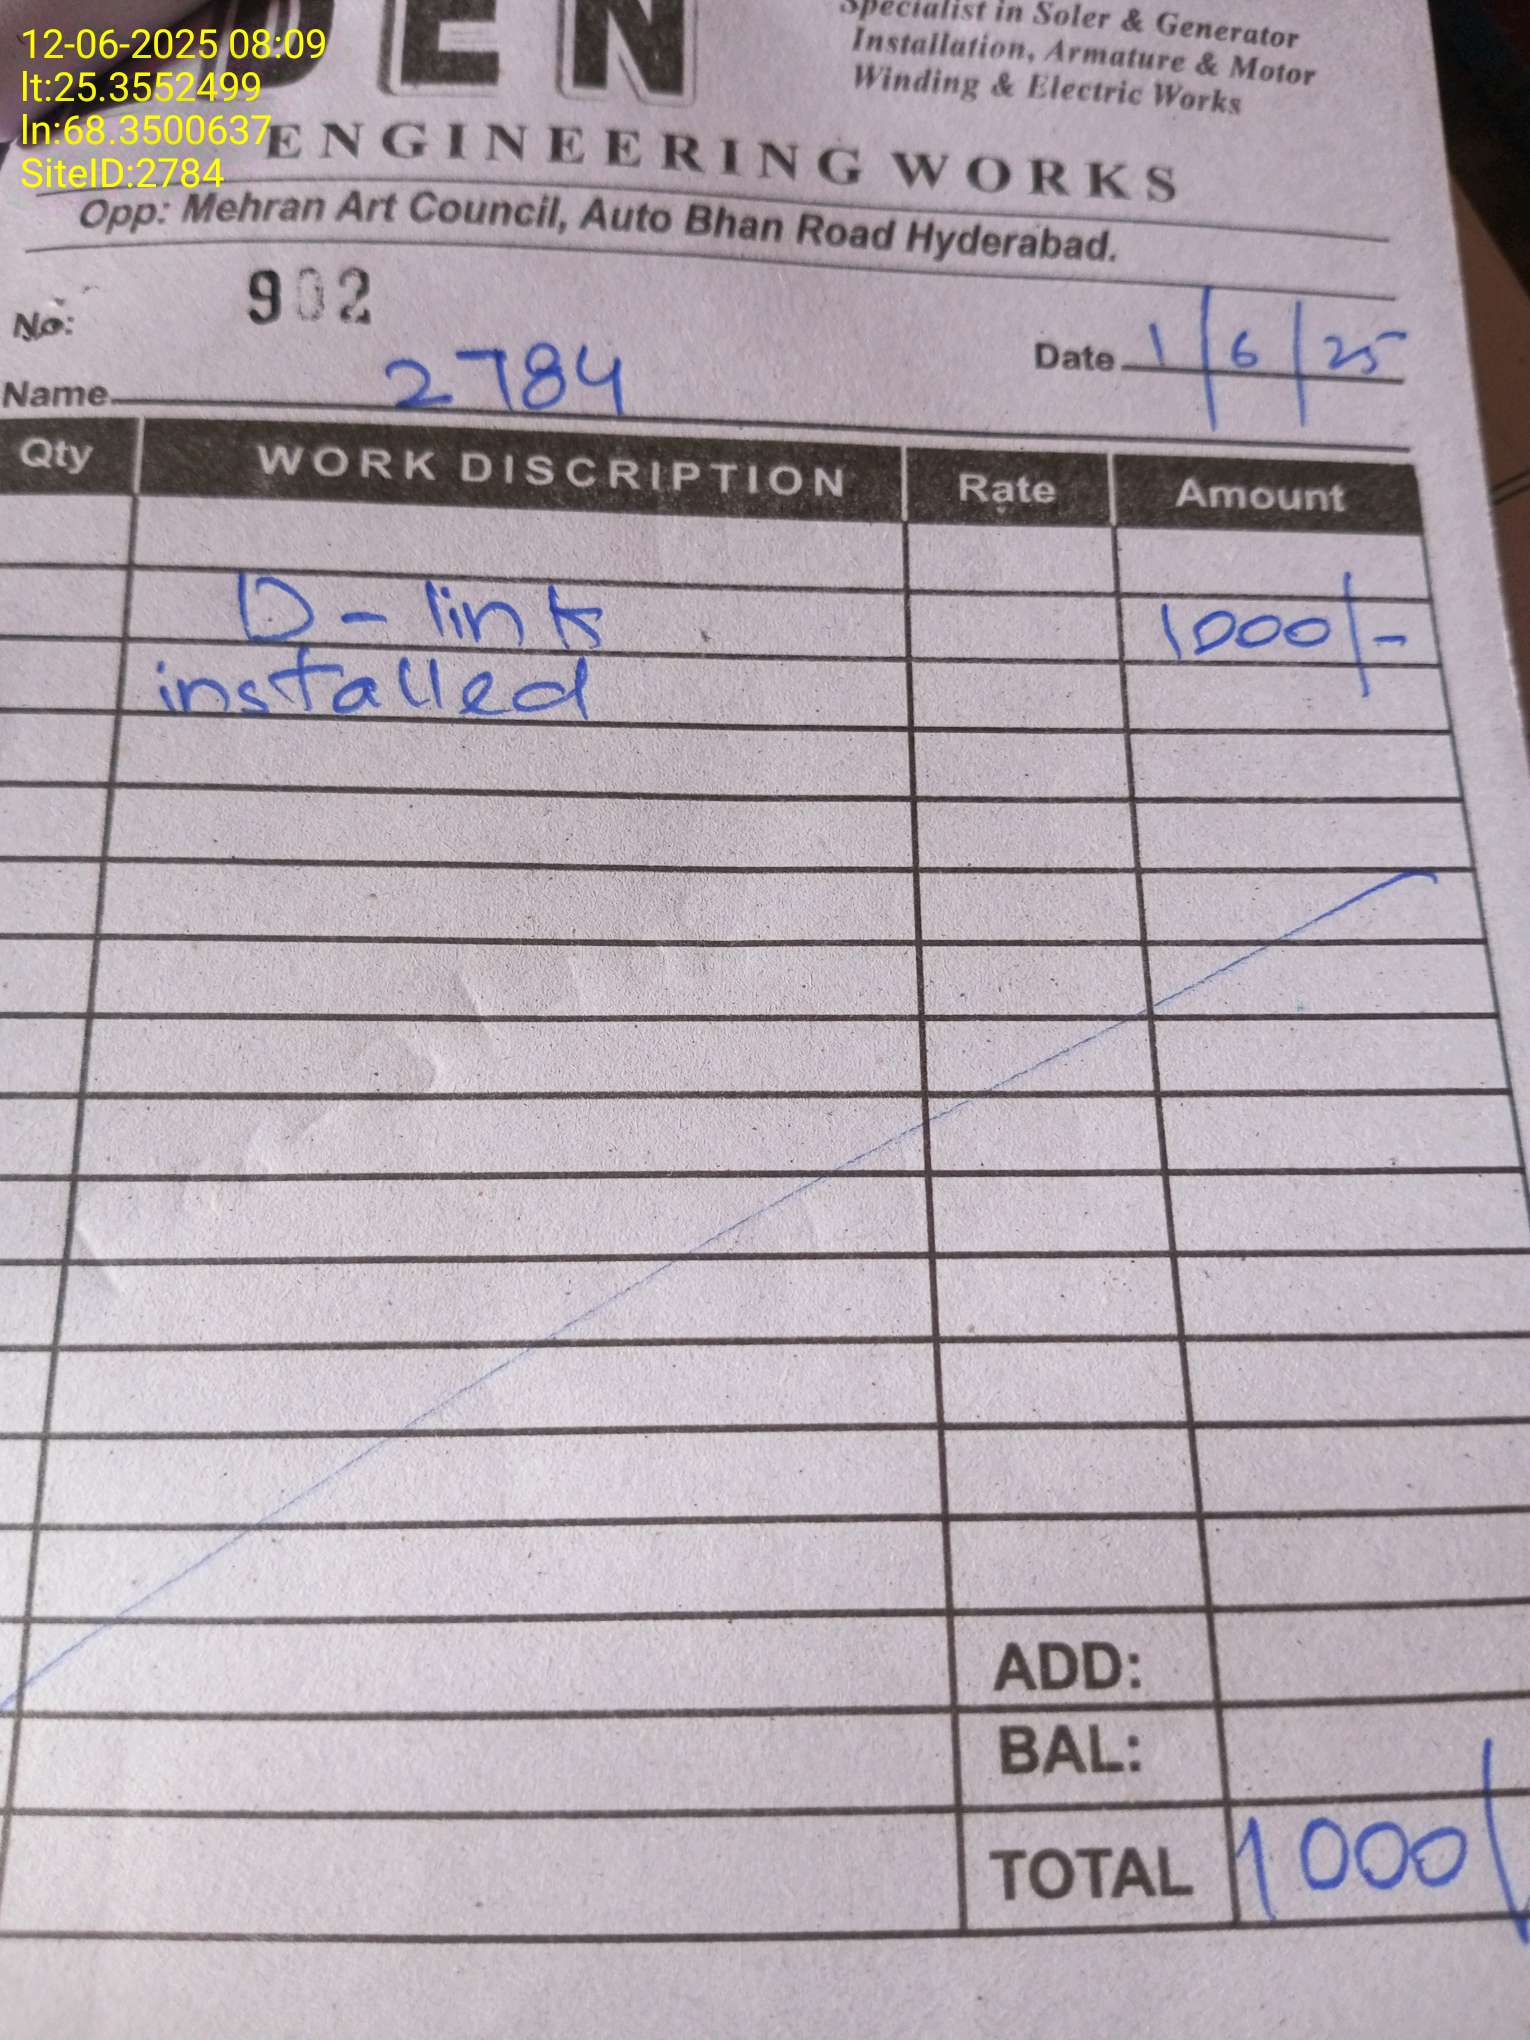 12-06-2025 08:09
lt:25.3552499
ln:68.3500637
SiteID:2784
Specialist in Soler & Generator
Installation, Armature & Motor
Winding & Electric Works
ENGINEERING WORKS
Opp: Mehran Art Council, Auto Bhan Road Hyderabad.
No: 902
Date 1/6/25
Name 2784
Qty WORK DISCRIPTION Rate Amount
D-link 1000/-
installed
ADD:
BAL:
TOTAL 1000/